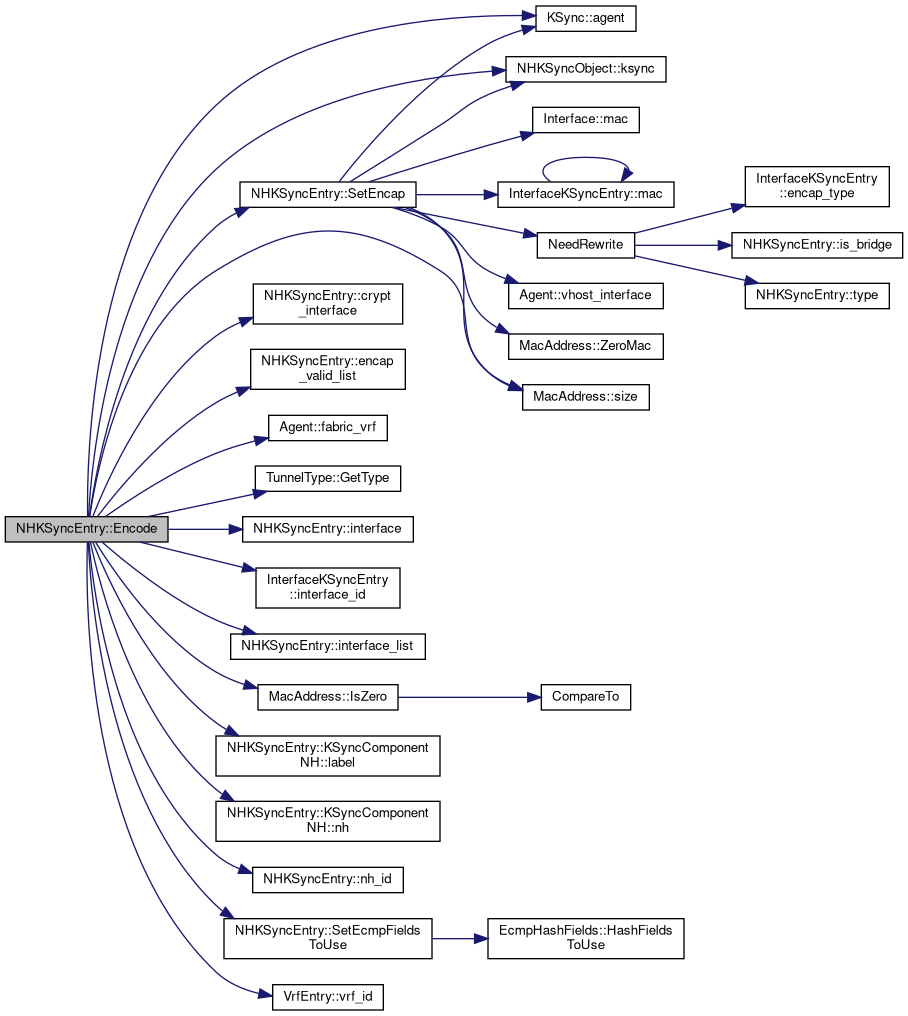 KSync::agent
NHKSyncObject::ksync
Interface::mac
NHKSyncEntry::SetEncap
InterfaceKSyncEntry::mac
InterfaceKSyncEntry
::encap_type
NeedRewrite
NHKSyncEntry::is_bridge
NHKSyncEntry::type
NHKSyncEntry::crypt
_interface
Agent::vhost_interface
MacAddress::ZeroMac
NHKSyncEntry::encap
_valid_list
MacAddress::size
Agent::fabric_vrf
TunnelType::GetType
NHKSyncEntry::Encode
NHKSyncEntry::interface
InterfaceKSyncEntry
::interface_id
NHKSyncEntry::interface_list
MacAddress::IsZero
CompareTo
NHKSyncEntry::KSyncComponent
NH::label
NHKSyncEntry::KSyncComponent
NH::nh
NHKSyncEntry::nh_id
NHKSyncEntry::SetEcmpFields
ToUse
EcmpHashFields::HashFields
ToUse
VrfEntry::vrf_id